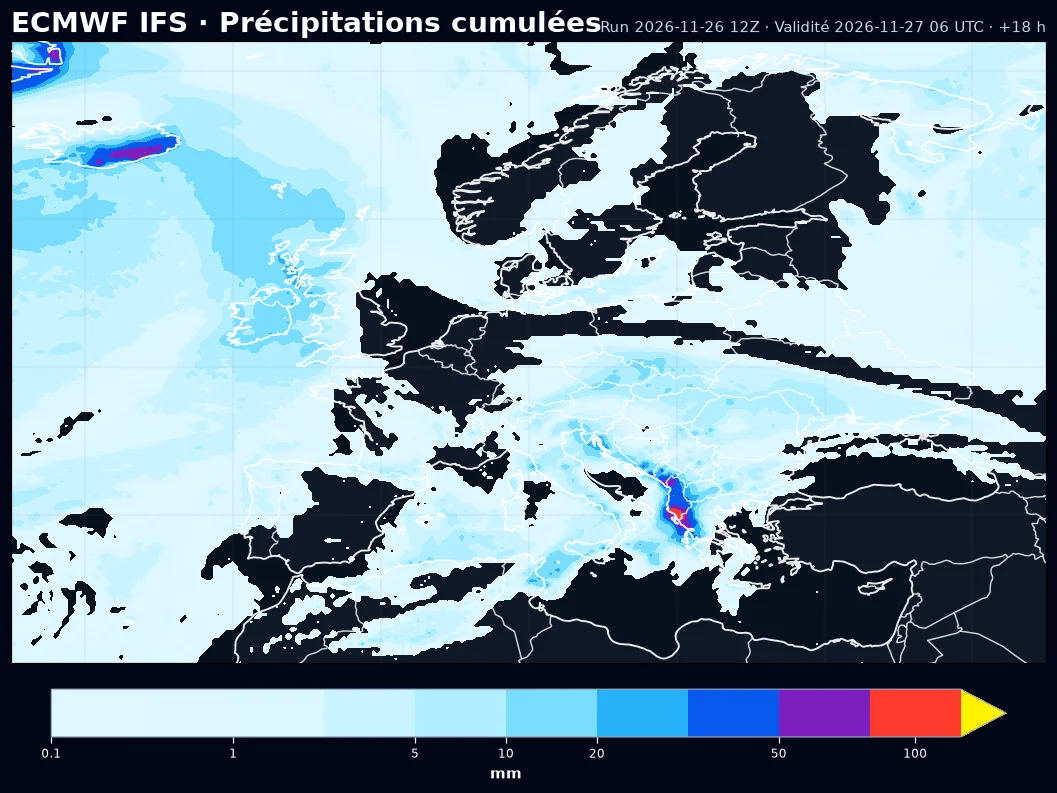 ECMWF IFS · Précipitations cumulées
Run 2026-11-26 12Z · Validité 2026-11-27 06 UTC · +18 h
0.1 1 5 10 20 50 100
mm